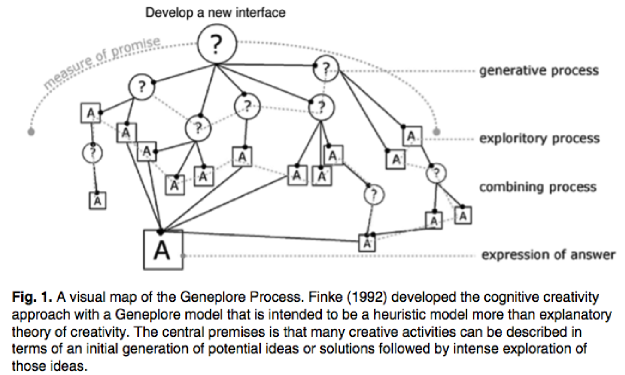 Develop a new interface
measure of promise
?
?
?
generative process
?
?
A
?
A
A
exploritory process
?
A
A
A
A
A
A
A
?
combining process
?
A
A
A
A
A
expression of answer
Fig. 1. A visual map of the Geneplore Process. Finke (1992) developed the cognitive creativity
approach with a Geneplore model that is intended to be a heuristic model more than explanatory
theory of creativity. The central premises is that many creative activities can be described in
terms of an initial generation of potential ideas or solutions followed by intense exploration of
those ideas.